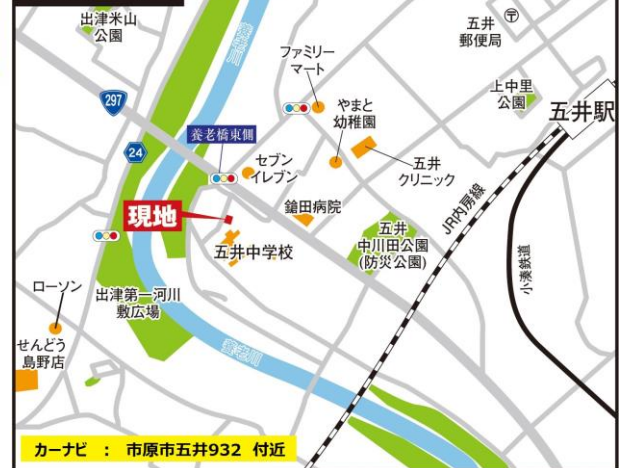 出津米山
公園
養老川
ファミリー
マート
五井
郵便局
〒
上中里
公園
五井駅
297
24
養老橋東側
やまと
幼稚園
セブン
イレブン
五井
クリニック
現地
鎗田病院
五井中学校
五井
中川田公園
(防災公園)
JR内房線
小湊鉄道
ローソン
出津第一河川
敷広場
せんどう
島野店
養老川
カーナビ : 市原市五井932 付近